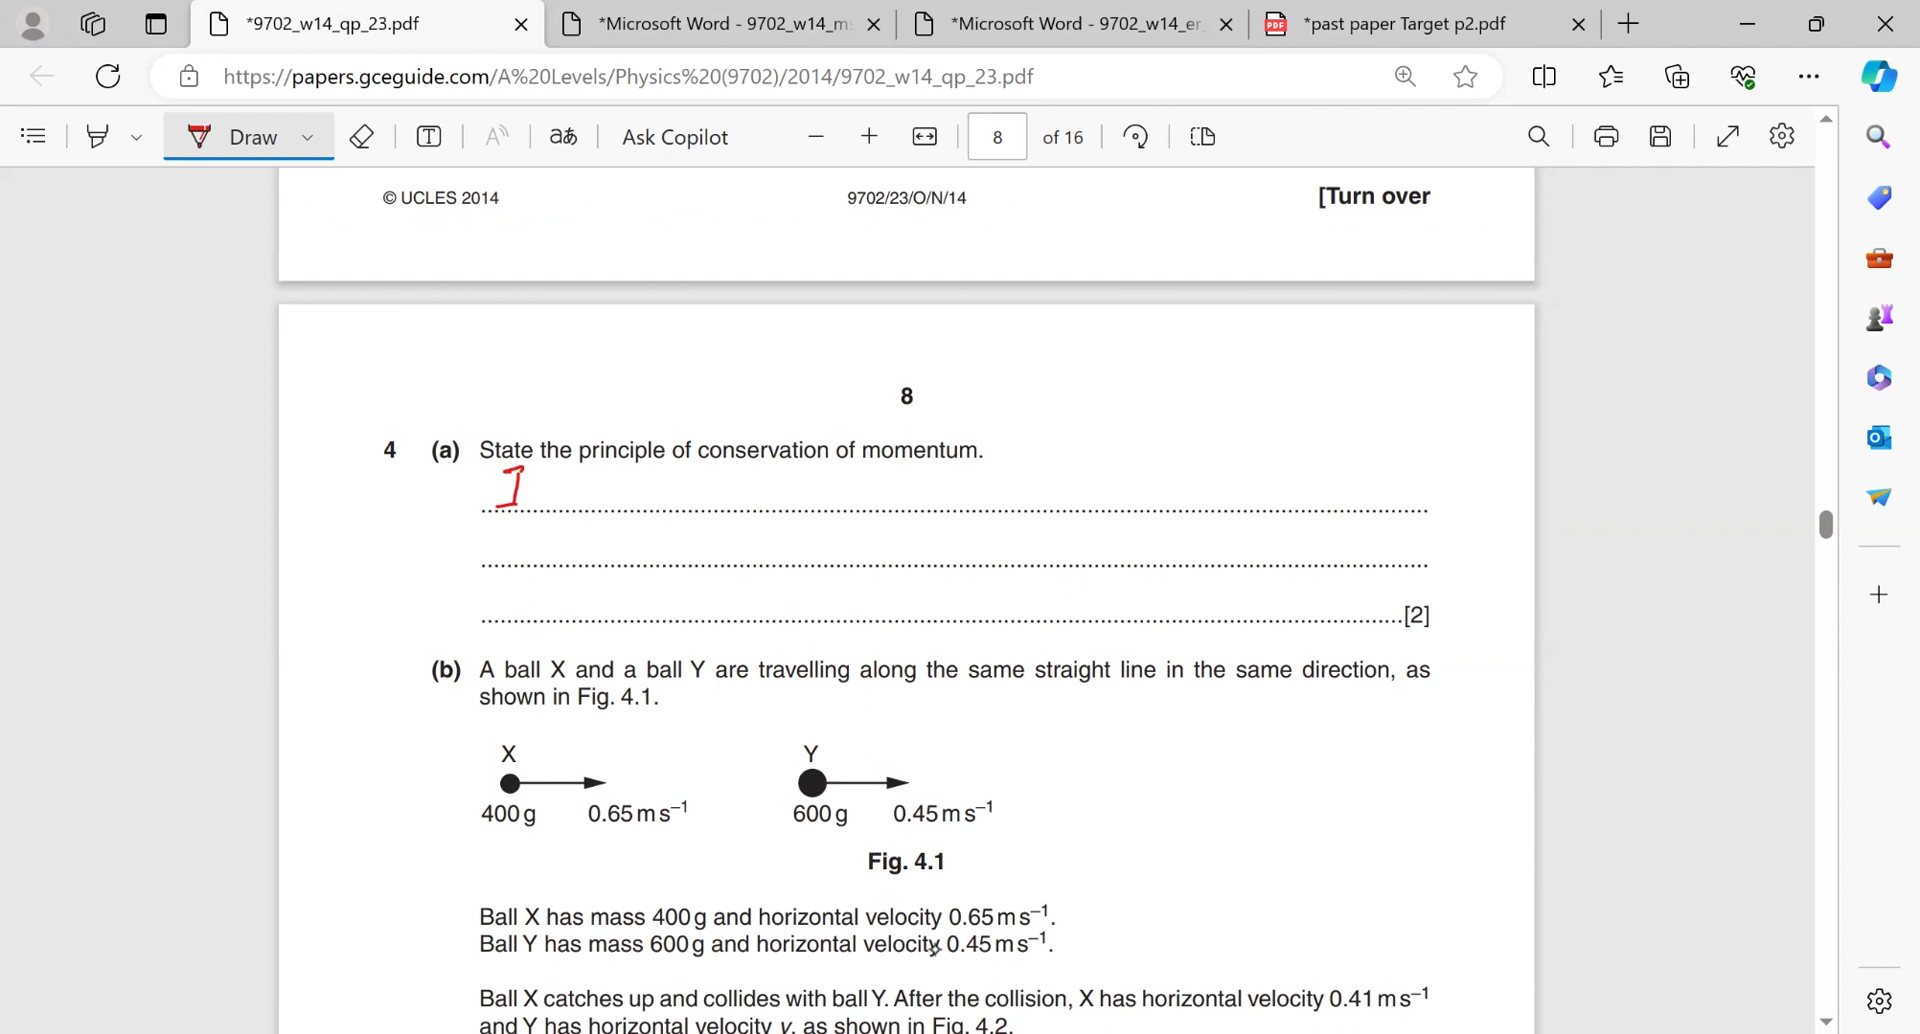 *9702_w14_qp_23.pdf
*Microsoft Word - 9702_w14_ms
*Microsoft Word - 9702_w14_er
*past paper Target p2.pdf
https://papers.gceguide.com/A%20Levels/Physics%20(9702)/2014/9702_w14_qp_23.pdf
Draw
aあ
Ask Copilot
8 of 16
© UCLES 2014 9702/23/O/N/14 [Turn over
8
4 (a) State the principle of conservation of momentum.
I
[2]
(b) A ball X and a ball Y are travelling along the same straight line in the same direction, as
shown in Fig. 4.1.
X Y
400 g 0.65 m s⁻¹ 600 g 0.45 m s⁻¹
Fig. 4.1
Ball X has mass 400 g and horizontal velocity 0.65 m s⁻¹.
Ball Y has mass 600 g and horizontal velocity 0.45 m s⁻¹.
Ball X catches up and collides with ball Y. After the collision, X has horizontal velocity 0.41 m s⁻¹
and Y has horizontal velocity v, as shown in Fig. 4.2.